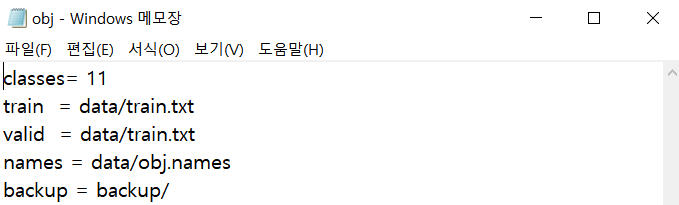 obj - Windows 메모장
파일(F) 편집(E) 서식(O) 보기(V) 도움말(H)
classes= 11
train  = data/train.txt
valid  = data/train.txt
names = data/obj.names
backup = backup/